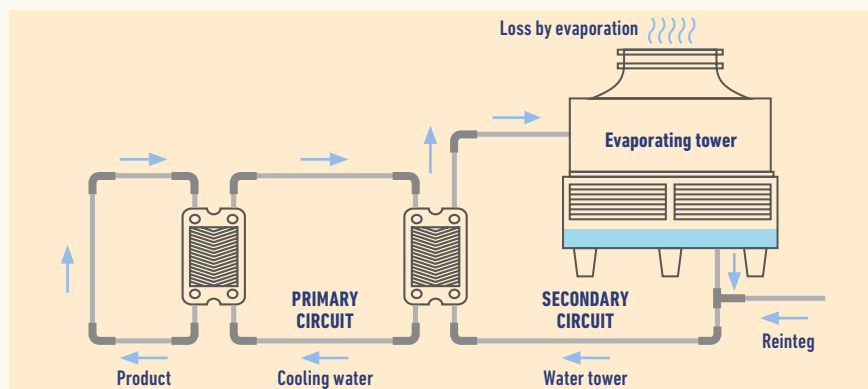 Loss by evaporation
Evaporating tower
PRIMARY
CIRCUIT
SECONDARY
CIRCUIT
Reinteg
Product
Cooling water
Water tower